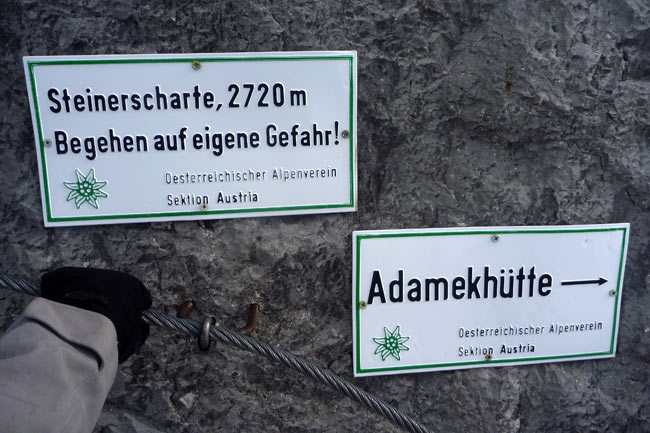 Steinerscharte, 2720 m
Begehen auf eigene Gefahr!
Oesterreichischer Alpenverein
Sektion Austria
Adamekhütte →
Oesterreichischer Alpenverein
Sektion Austria